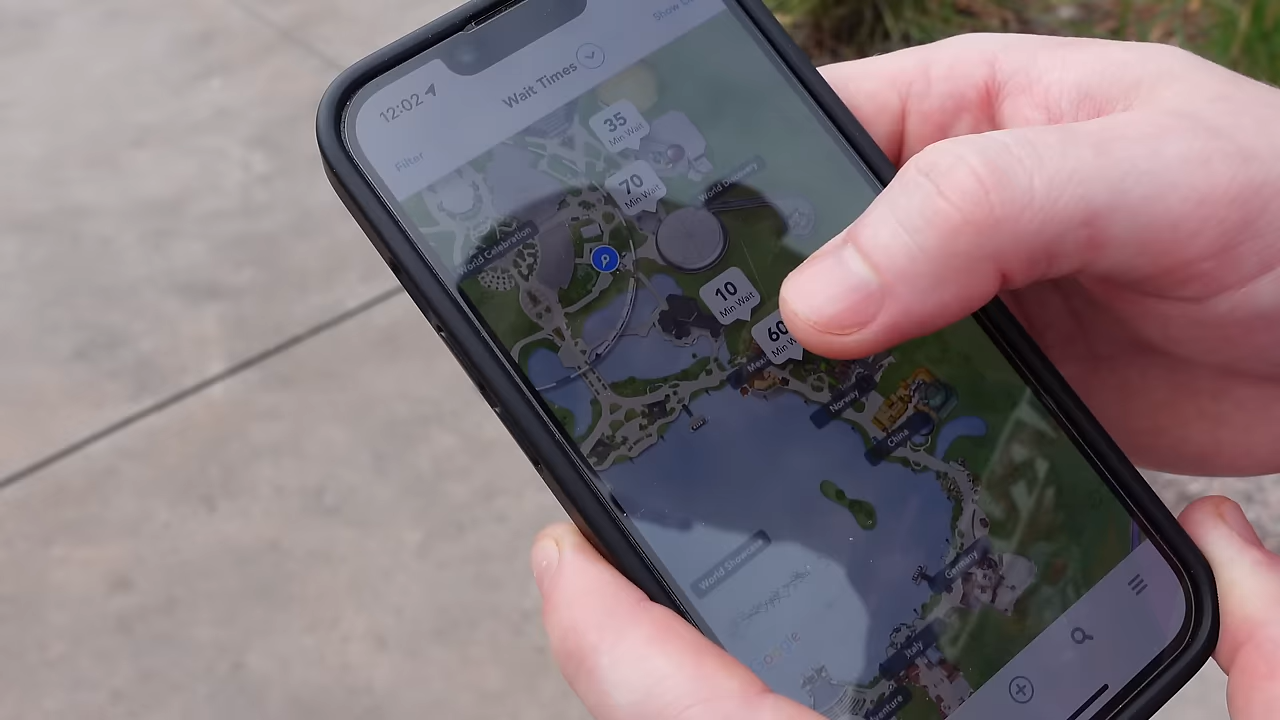 12:02
Wait Times
Filter
35
Min Wait
70
Min Wait
World Discovery
World Celebration
10
Min Wait
60
Min
Norway
China
World Showcase
Germany
Italy
Google